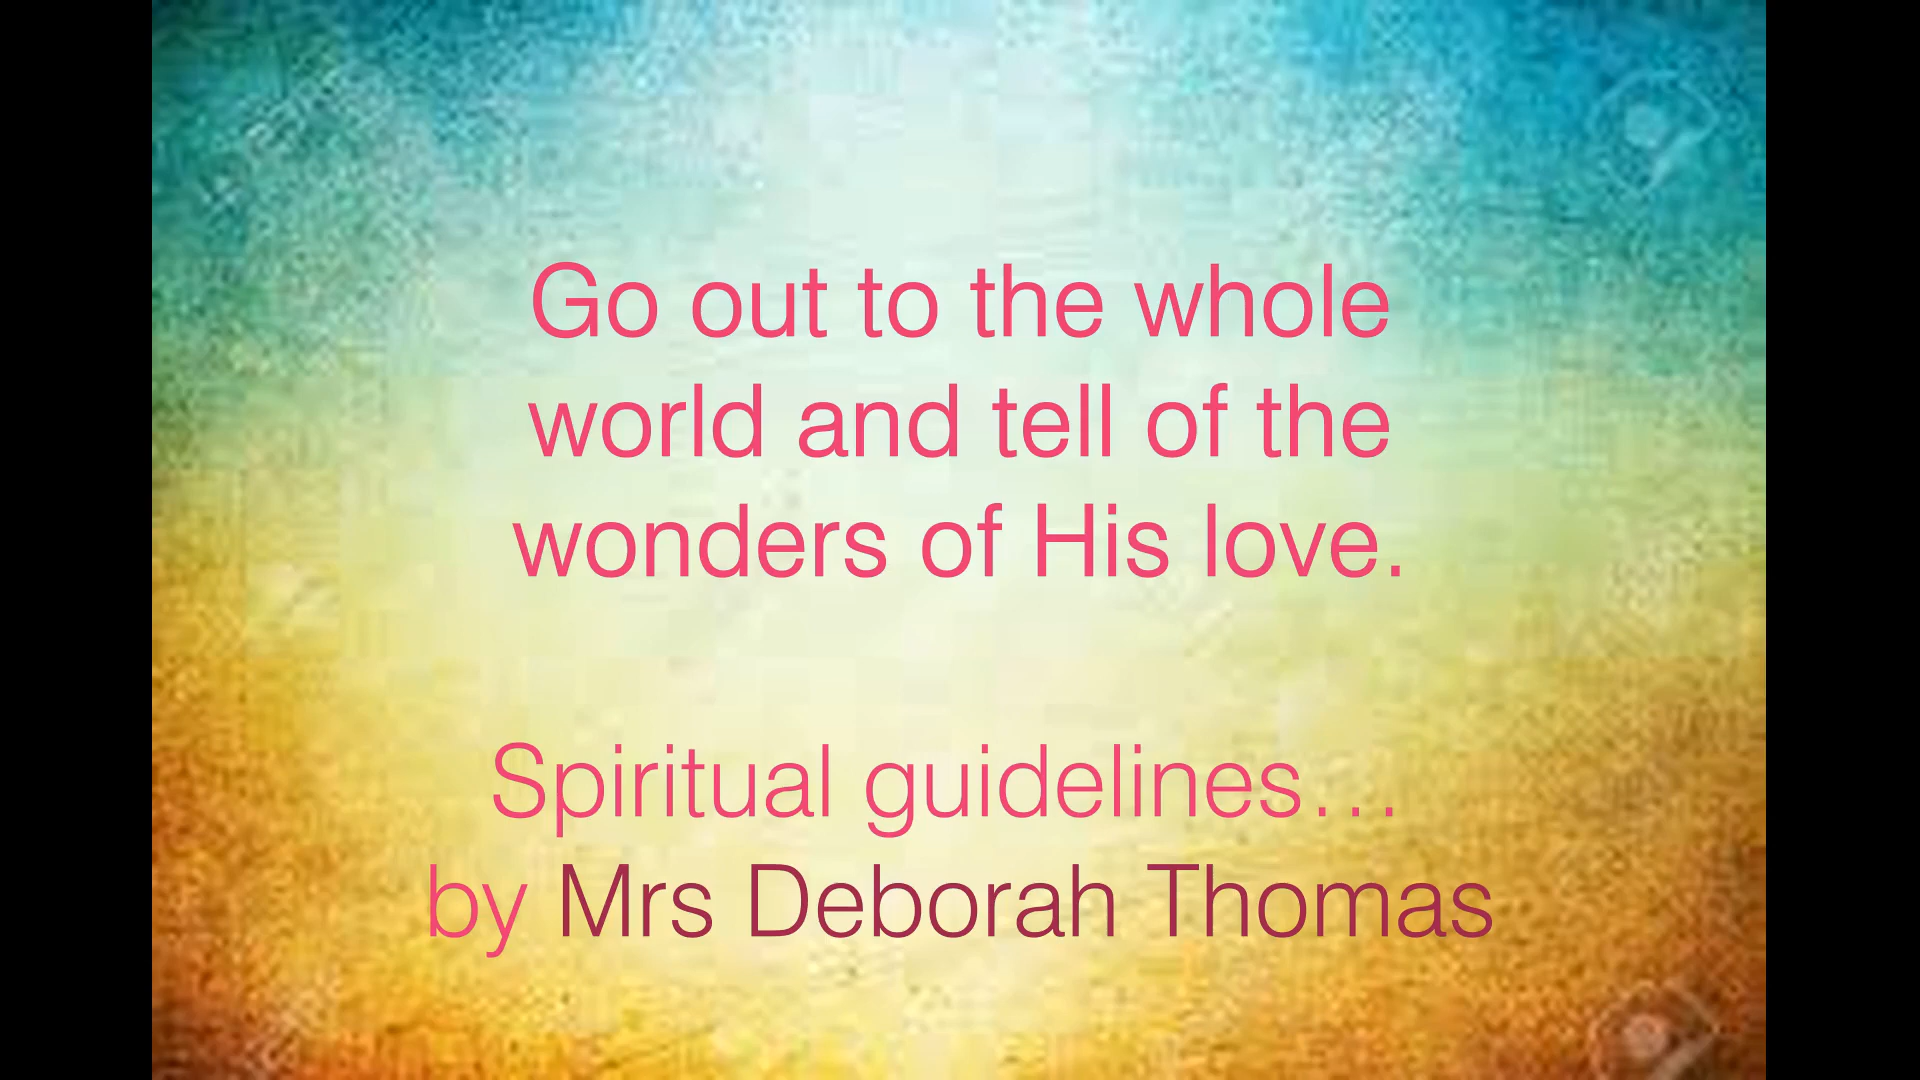 Go out to the whole
world and tell of the
wonders of His love.
Spiritual guidelines…
by Mrs Deborah Thomas